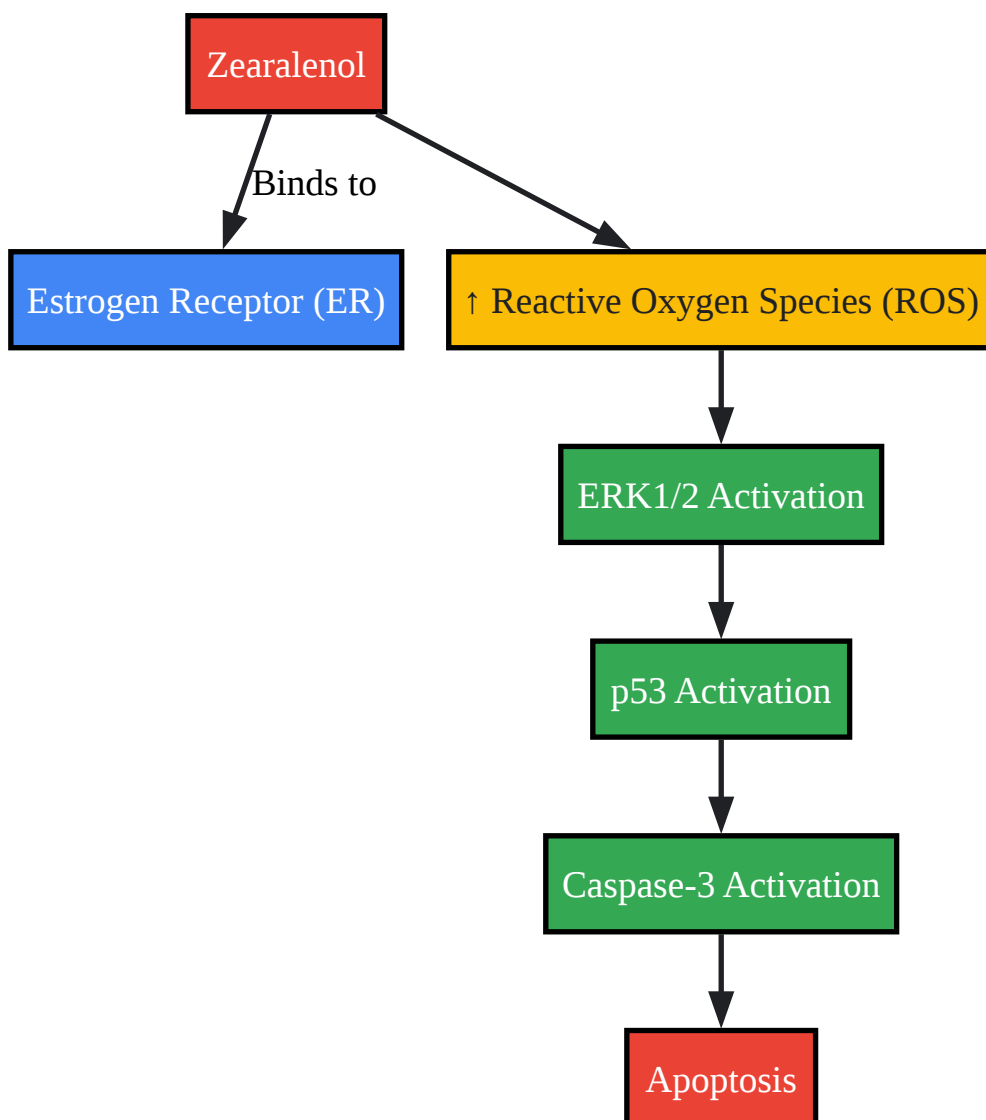 Zearalenol
Binds to
Estrogen Receptor (ER)
↑ Reactive Oxygen Species (ROS)
ERK1/2 Activation
p53 Activation
Caspase-3 Activation
Apoptosis